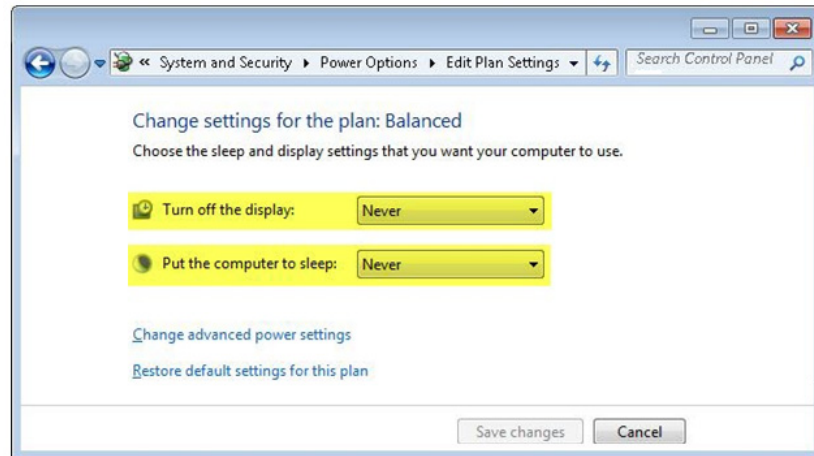 « System and Security ▸ Power Options ▸ Edit Plan Settings
Search Control Panel
Change settings for the plan: Balanced
Choose the sleep and display settings that you want your computer to use.
Turn off the display: Never
Put the computer to sleep: Never
Change advanced power settings
Restore default settings for this plan
Save changes Cancel